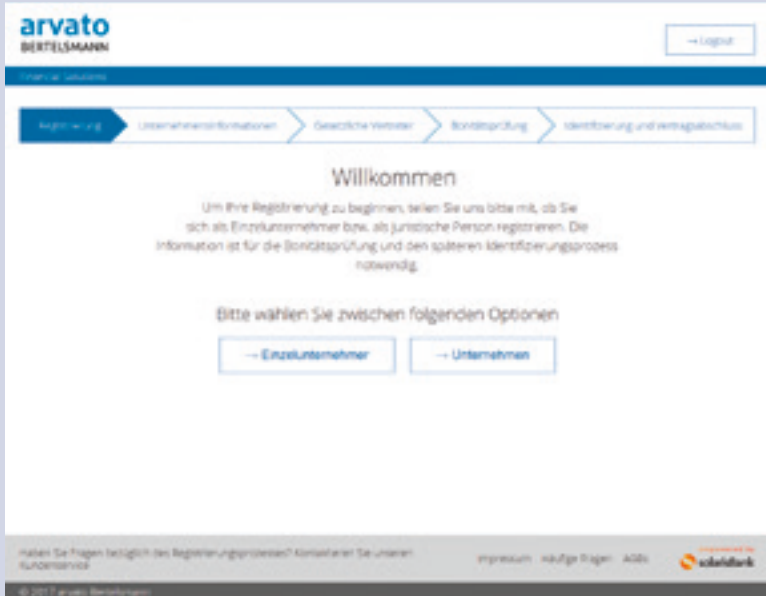 arvato
BERTELSMANN
→ Logout
Financial Solutions
Registrierung
Unternehmensinformationen
Gesetzliche Vertreter
Bonitätsprüfung
Identifizierung und Vertragsabschluss
Willkommen
Um Ihre Registrierung zu beginnen, teilen Sie uns bitte mit, ob Sie
sich als Einzelunternehmer bzw. als juristische Person registrieren. Die
Information ist für die Bonitätsprüfung und den späteren Identifizierungsprozess
notwendig.
Bitte wählen Sie zwischen folgenden Optionen
→ Einzelunternehmer
→ Unternehmen
Haben Sie Fragen bezüglich des Registrierungsprozesses? Kontaktieren Sie unseren
Kundenservice
Impressum
Häufige Fragen
AGBs
solarisBank
© 2017 arvato Bertelsmann